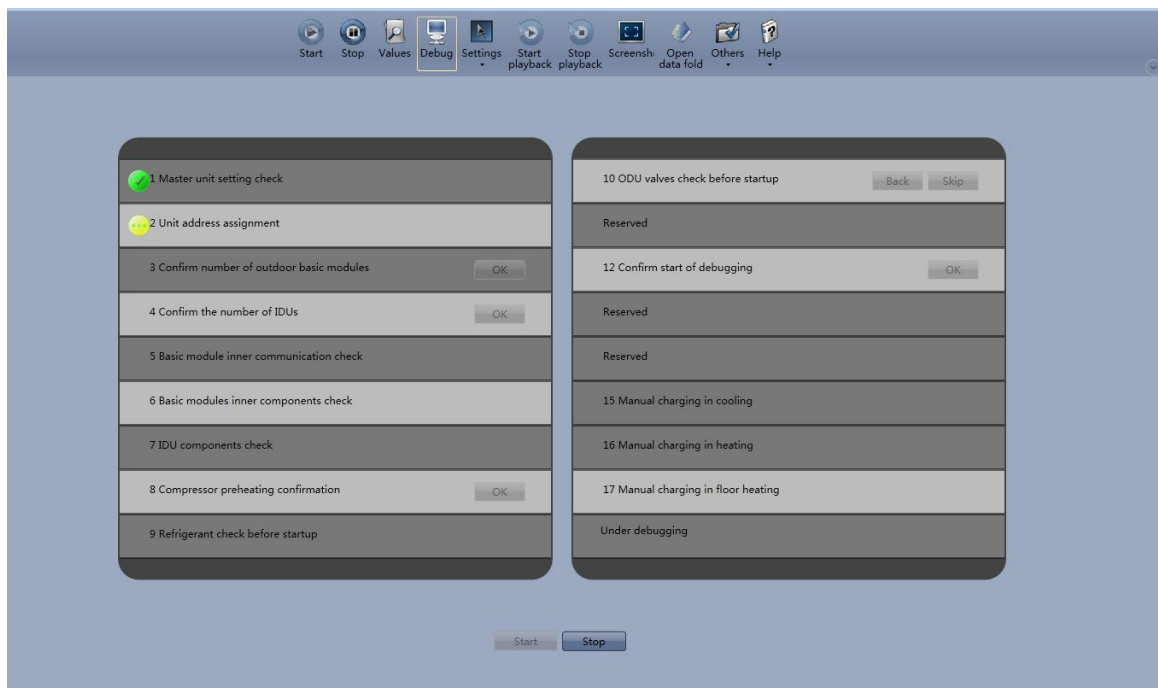 Start Stop Values Debug Settings Start playback Stop playback Screensh Open data fold Others Help
1 Master unit setting check
2 Unit address assignment
3 Confirm number of outdoor basic modules OK
4 Confirm the number of IDUs OK
5 Basic module inner communication check
6 Basic modules inner components check
7 IDU components check
8 Compressor preheating confirmation OK
9 Refrigerant check before startup
10 ODU valves check before startup Back Skip
Reserved
12 Confirm start of debugging OK
Reserved
Reserved
15 Manual charging in cooling
16 Manual charging in heating
17 Manual charging in floor heating
Under debugging
Start Stop